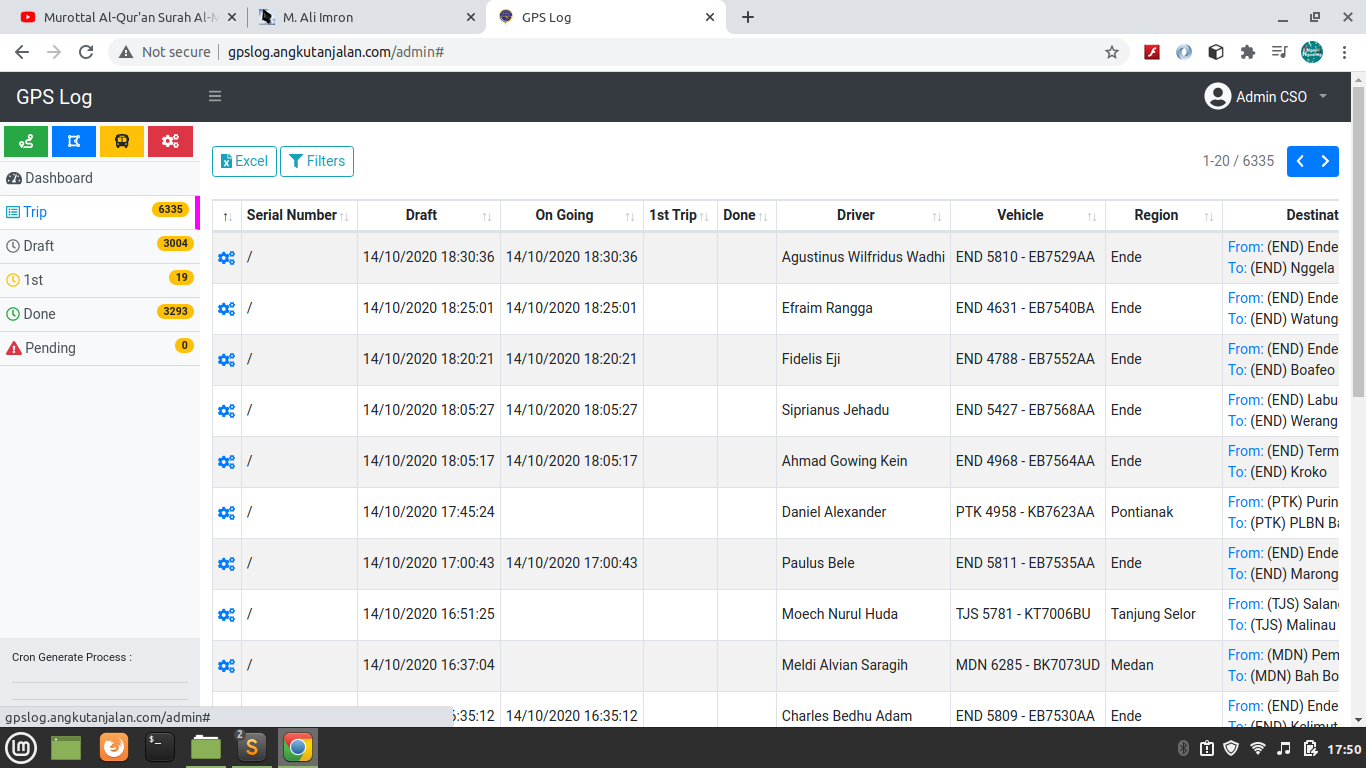 Murottal Al-Qur'an Surah Al-M
M. Ali Imron
GPS Log
Not secure
gpslog.angkutanjalan.com/admin#
GPS Log
Admin CSO
Dashboard
Trip 6335
Draft 3004
1st 19
Done 3293
Pending 0
Cron Generate Process :
Excel Filters 1-20 / 6335
Serial Number Draft On Going 1st Trip Done Driver Vehicle Region Destinat
/ 14/10/2020 18:30:36 14/10/2020 18:30:36 Agustinus Wilfridus Wadhi END 5810 - EB7529AA Ende From: (END) Ende
To: (END) Nggela
/ 14/10/2020 18:25:01 14/10/2020 18:25:01 Efraim Rangga END 4631 - EB7540BA Ende From: (END) Ende
To: (END) Watung
/ 14/10/2020 18:20:21 14/10/2020 18:20:21 Fidelis Eji END 4788 - EB7552AA Ende From: (END) Ende
To: (END) Boafeo
/ 14/10/2020 18:05:27 14/10/2020 18:05:27 Siprianus Jehadu END 5427 - EB7568AA Ende From: (END) Labu
To: (END) Werang
/ 14/10/2020 18:05:17 14/10/2020 18:05:17 Ahmad Gowing Kein END 4968 - EB7564AA Ende From: (END) Term
To: (END) Kroko
/ 14/10/2020 17:45:24 Daniel Alexander PTK 4958 - KB7623AA Pontianak From: (PTK) Purin
To: (PTK) PLBN Ba
/ 14/10/2020 17:00:43 14/10/2020 17:00:43 Paulus Bele END 5811 - EB7535AA Ende From: (END) Ende
To: (END) Marong
/ 14/10/2020 16:51:25 Moech Nurul Huda TJS 5781 - KT7006BU Tanjung Selor From: (TJS) Salang
To: (TJS) Malinau
/ 14/10/2020 16:37:04 Meldi Alvian Saragih MDN 6285 - BK7073UD Medan From: (MDN) Pem
To: (MDN) Bah Bo
5:35:12 14/10/2020 16:35:12 Charles Bedhu Adam END 5809 - EB7530AA Ende From: (END) Ende
gpslog.angkutanjalan.com/admin#
2
17:50